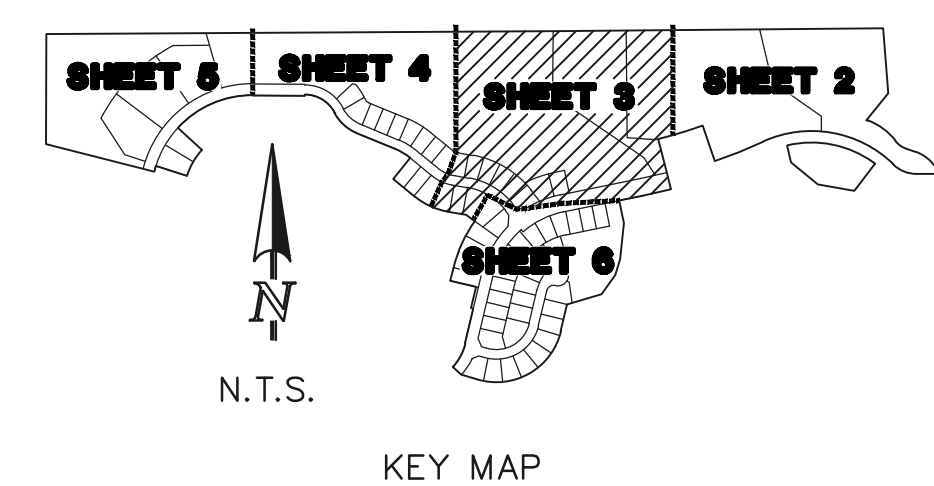 SHEET 5
SHEET 4
SHEET 3
SHEET 2
SHEET 6
N
N.T.S.
KEY MAP